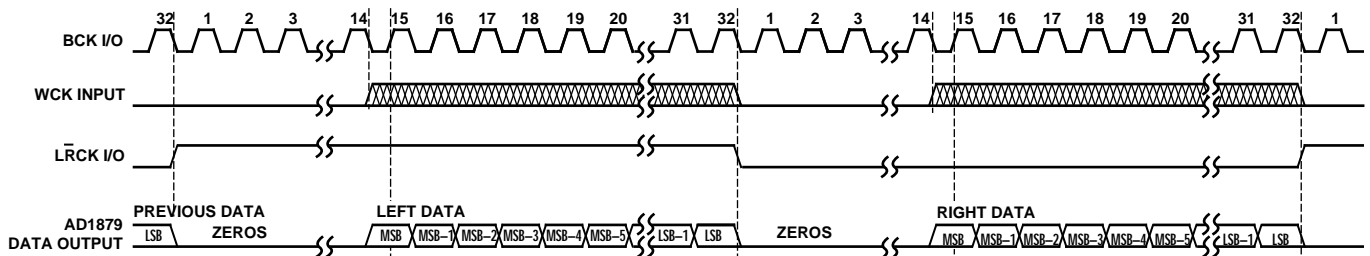 32 1 2 3 14 15 16 17 18 19 20 31 32 1 2 3 14 15 16 17 18 19 20 31 32 1
BCK I/O
WCK INPUT
LR̅CK I/O
PREVIOUS DATA LEFT DATA RIGHT DATA
AD1879
DATA OUTPUT
LSB ZEROS MSB MSB–1 MSB–2 MSB–3 MSB–4 MSB–5 LSB–1 LSB ZEROS MSB MSB–1 MSB–2 MSB–3 MSB–4 MSB–5 LSB–1 LSB